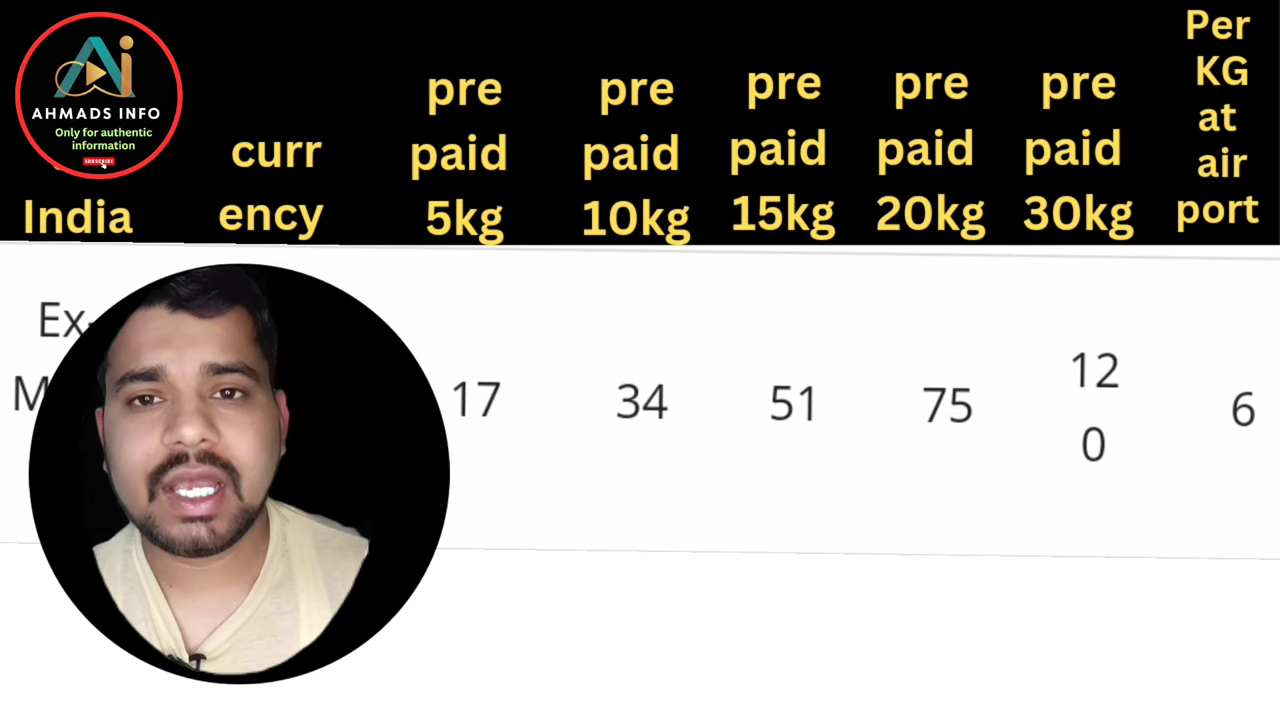 AHMADS INFO
Only for authentic
information
SUBSCRIBE
India
curr
ency
pre
paid
5kg
pre
paid
10kg
pre
paid
15kg
pre
paid
20kg
pre
paid
30kg
Per
KG
at
air
port
Ex-
M
17
34
51
75
12
0
6